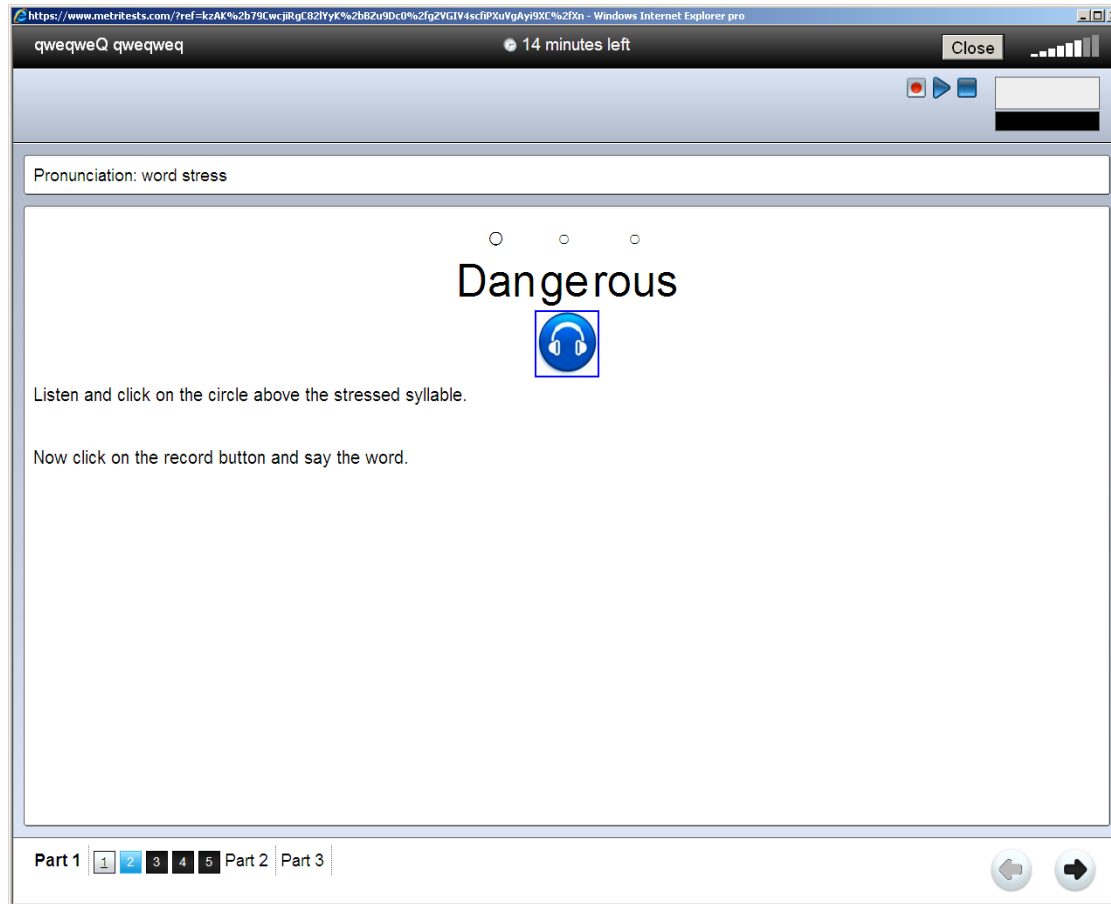 https://www.metritests.com/?ref=kzAK%2b79CwcjiRgC82lYyK%2bBZu9Dc0%2fgZVGIV4scfiPXuVgAyi9XC%2fXn - Windows Internet Explorer pro
qweqweQ qweqweq 14 minutes left Close
Pronunciation: word stress
Dangerous
Listen and click on the circle above the stressed syllable.
Now click on the record button and say the word.
Part 1 1 2 3 4 5 Part 2 Part 3